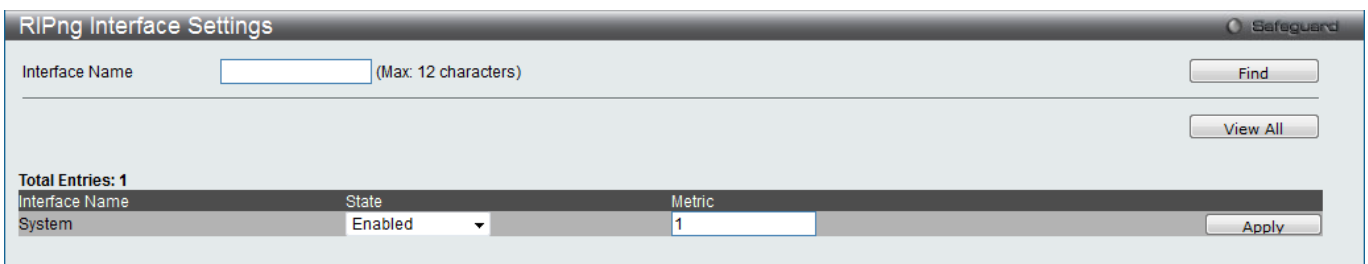 RIPng Interface Settings Safeguard
Interface Name (Max: 12 characters) Find
View All
Total Entries: 1
Interface Name State Metric
System Enabled 1 Apply